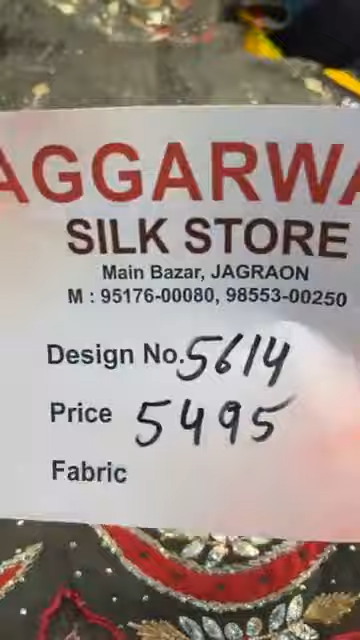 AGGARWA
SILK STORE
Main Bazar, JAGRAON
M : 95176-00080, 98553-00250
Design No. 5614
Price 5495
Fabric